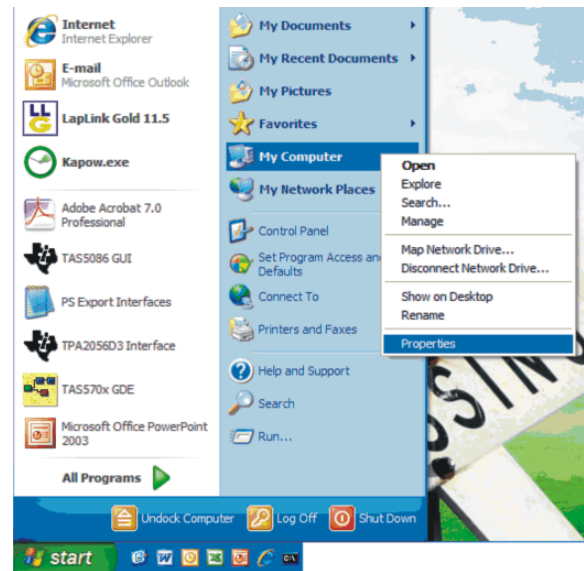 Internet
Internet Explorer
E-mail
Microsoft Office Outlook
LL
G
LapLink Gold 11.5
Kapow.exe
Adobe Acrobat 7.0
Professional
TAS5086 GUI
PS Export Interfaces
TPA2056D3 Interface
TAS570x GDE
Microsoft Office PowerPoint
2003
All Programs
My Documents
My Recent Documents
My Pictures
Favorites
My Computer
My Network Places
Control Panel
Set Program Access and
Defaults
Connect To
Printers and Faxes
Help and Support
Search
Run...
Open
Explore
Search...
Manage
Map Network Drive...
Disconnect Network Drive...
Show on Desktop
Rename
Properties
SSING
Undock Computer
Log Off
Shut Down
start